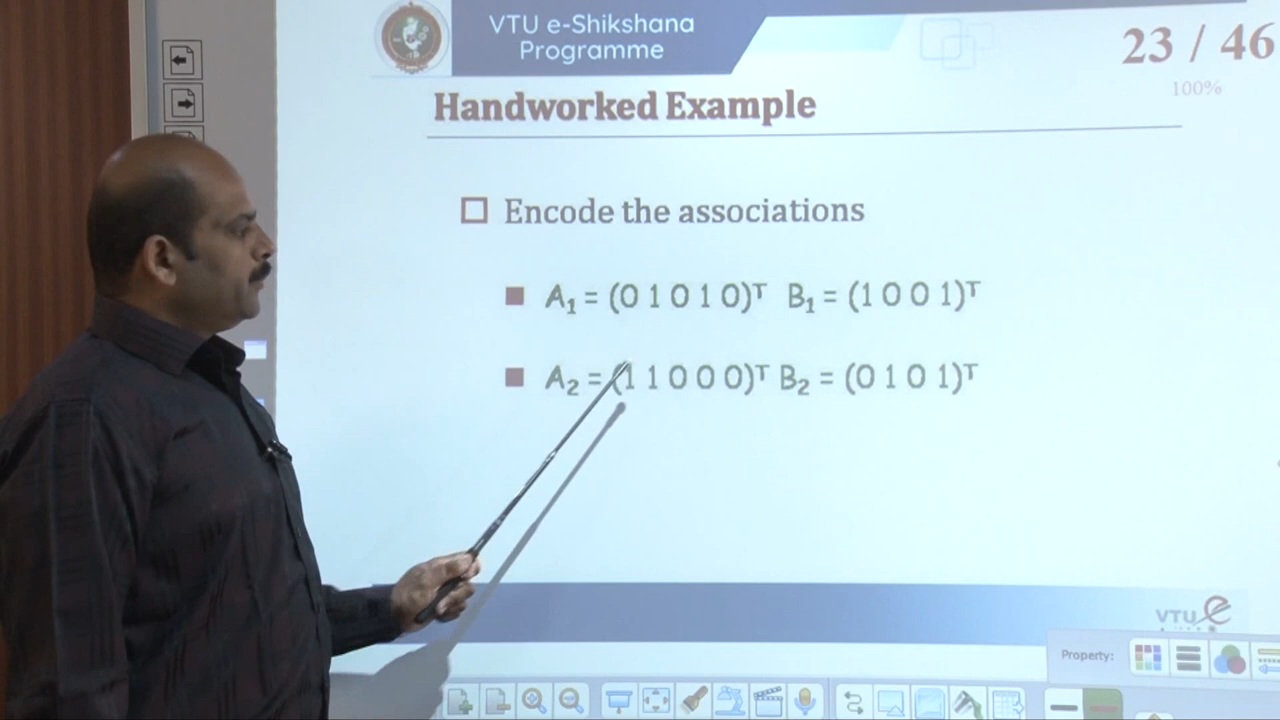 VTU e-Shikshana
Programme
23 / 46
100%
Handworked Example
Encode the associations
A₁ = (0 1 0 1 0)ᵀ B₁ = (1 0 0 1)ᵀ
A₂ = (1 1 0 0 0)ᵀ B₂ = (0 1 0 1)ᵀ
VTU e
Property: